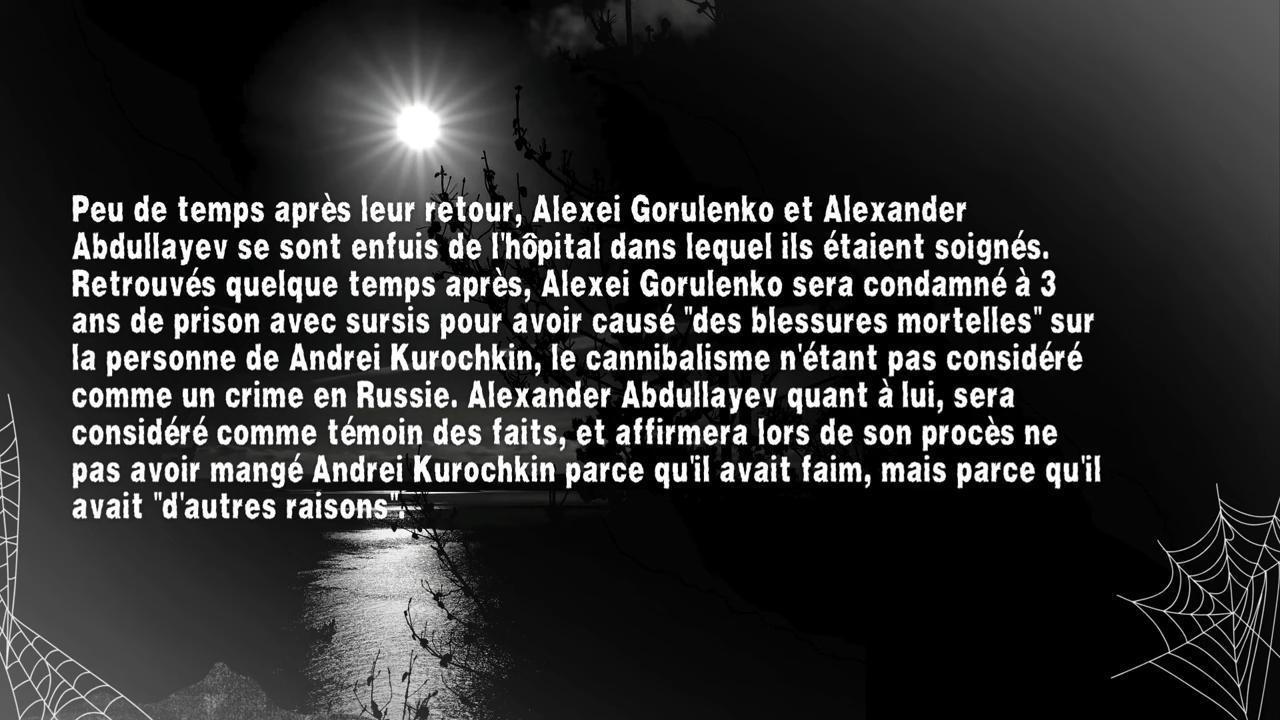 Peu de temps après leur retour, Alexei Gorulenko et Alexander
Abdullayev se sont enfuis de l'hôpital dans lequel ils étaient soignés.
Retrouvés quelque temps après, Alexei Gorulenko sera condamné à 3
ans de prison avec sursis pour avoir causé "des blessures mortelles" sur
la personne de Andrei Kurochkin, le cannibalisme n'étant pas considéré
comme un crime en Russie. Alexander Abdullayev quant à lui, sera
considéré comme témoin des faits, et affirmera lors de son procès ne
pas avoir mangé Andrei Kurochkin parce qu'il avait faim, mais parce qu'il
avait "d'autres raisons".